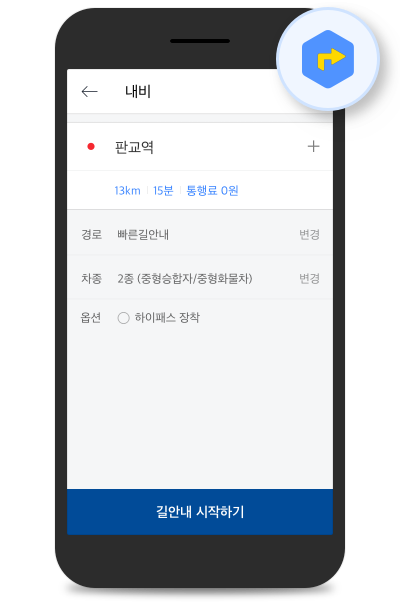 내비
판교역
13km 15분 통행료 0원
경로 빠른길안내 변경
차종 2종 (중형승합차/중형화물차) 변경
옵션 하이패스 장착
길안내 시작하기